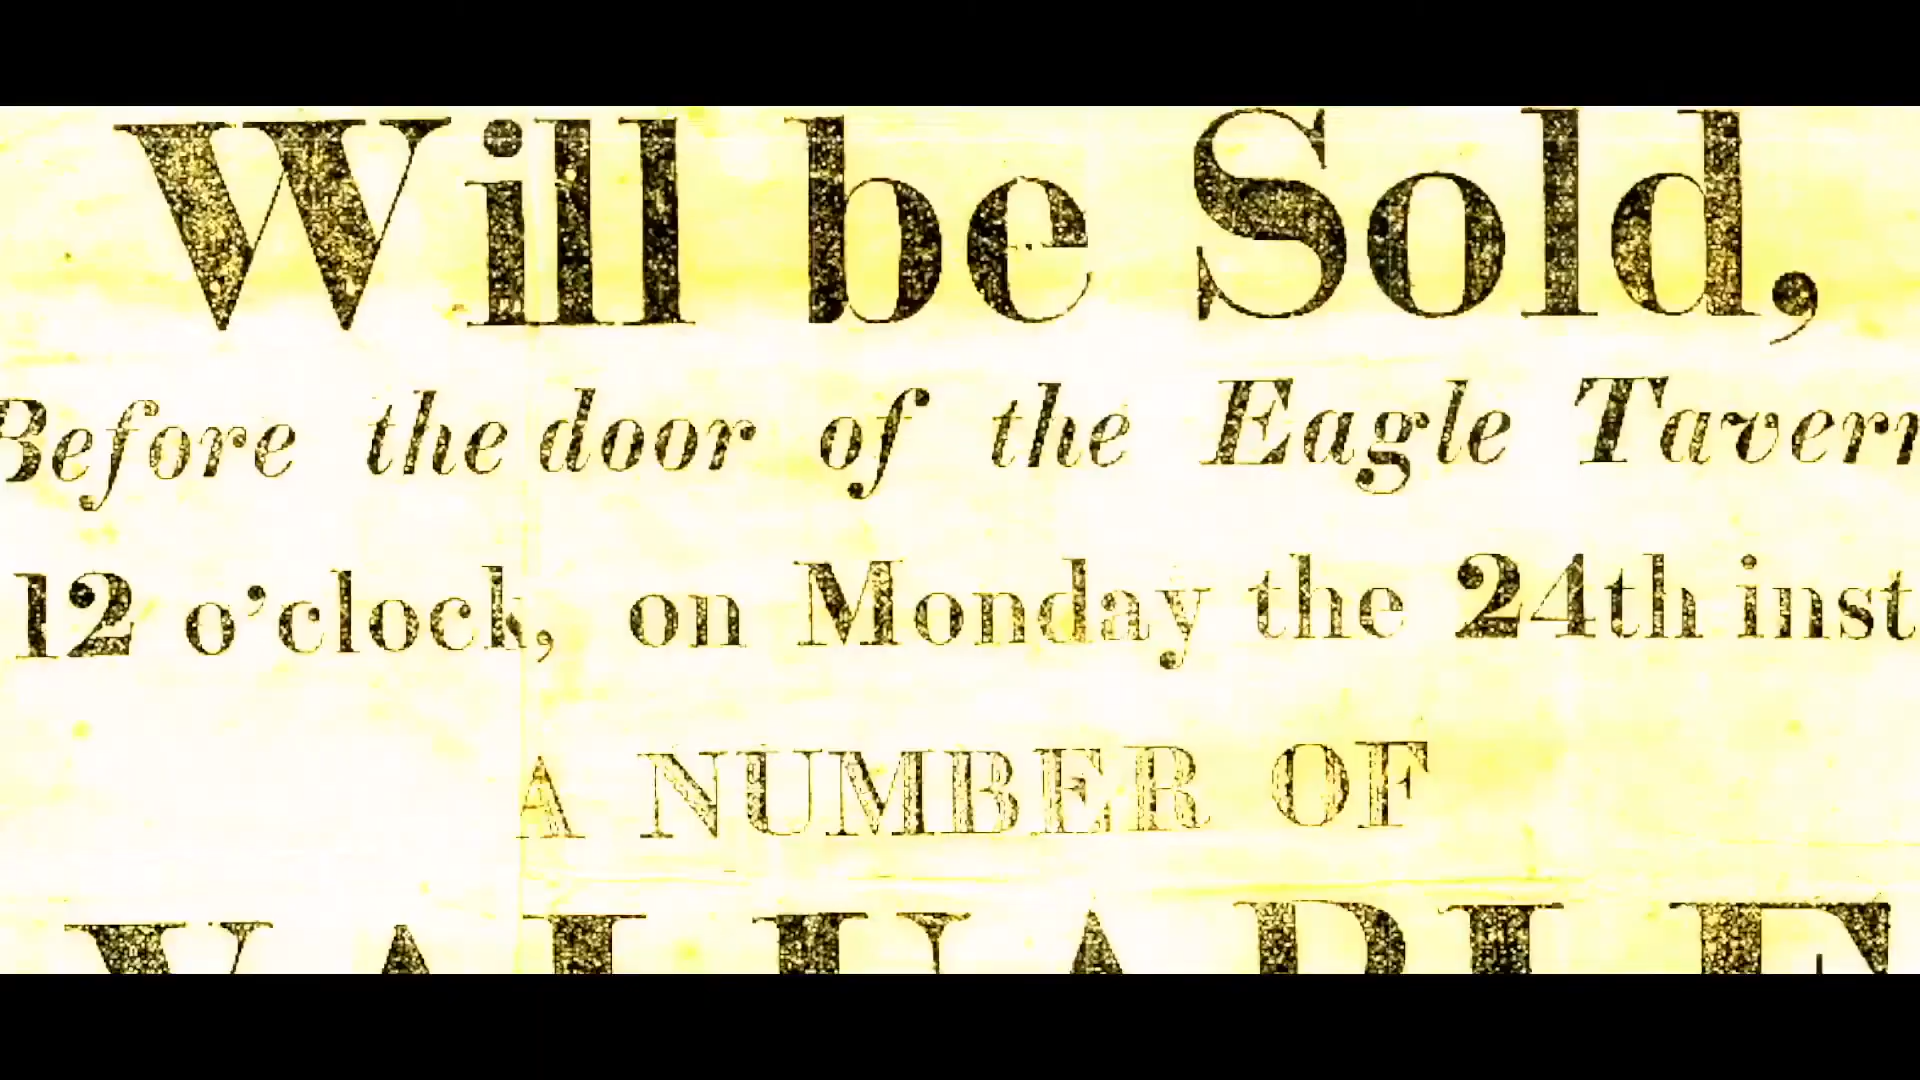 Will be Sold,
Before the door of the Eagle Tavern
12 o'clock, on Monday the 24th inst
A NUMBER OF
VALUABLE